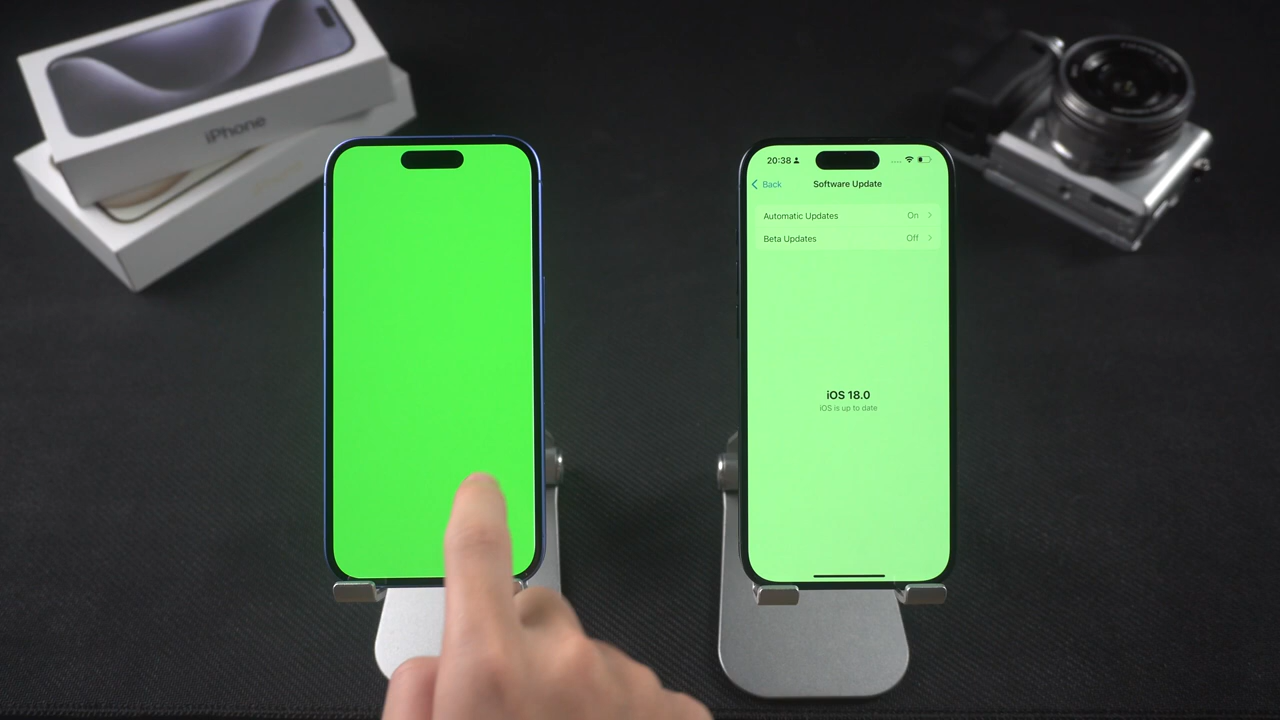 iPhone
20:38
Back
Software Update
Automatic Updates
On
Beta Updates
Off
iOS 18.0
iOS is up to date